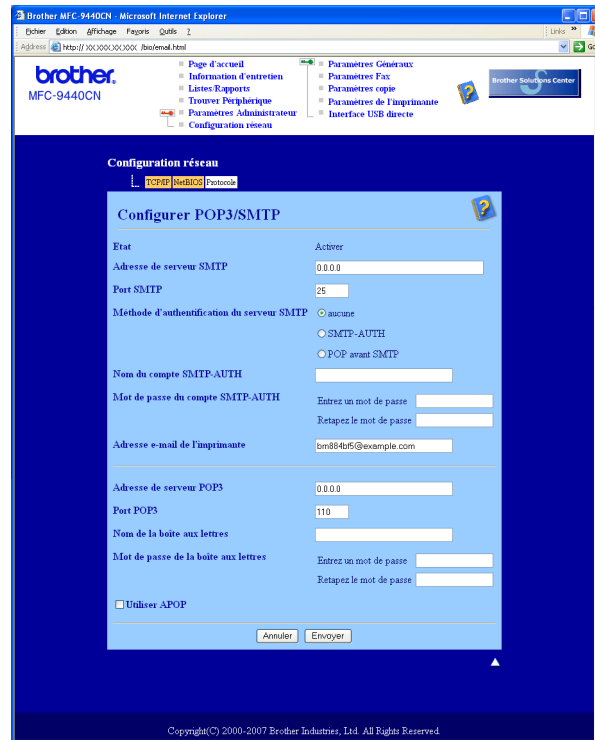 Brother MFC-9440CN - Microsoft Internet Explorer
Fichier Edition Affichage Favoris Outils ?
Links »
Address http:// XX.XXX.XX.XXX /bio/email.html
Go
brother.
MFC-9440CN
Page d'accueil
Information d'entretien
Listes/Rapports
Trouver Périphérique
Paramètres Administrateur
Configuration réseau
Paramètres Généraux
Paramètres Fax
Paramètres copie
Paramètres de l'imprimante
Interface USB directe
Brother Solutions Center
Configuration réseau
TCP/IP NetBIOS Protocole
Configurer POP3/SMTP
Etat Activer
Adresse de serveur SMTP 0.0.0.0
Port SMTP 25
Méthode d'authentification du serveur SMTP aucune
SMTP-AUTH
POP avant SMTP
Nom du compte SMTP-AUTH
Mot de passe du compte SMTP-AUTH Entrez un mot de passe
Retapez le mot de passe
Adresse e-mail de l'imprimante brn884bf5@example.com
Adresse de serveur POP3 0.0.0.0
Port POP3 110
Nom de la boîte aux lettres
Mot de passe de la boîte aux lettres Entrez un mot de passe
Retapez le mot de passe
Utiliser APOP
Annuler Envoyer
Copyright(C) 2000-2007 Brother Industries, Ltd. All Rights Reserved.